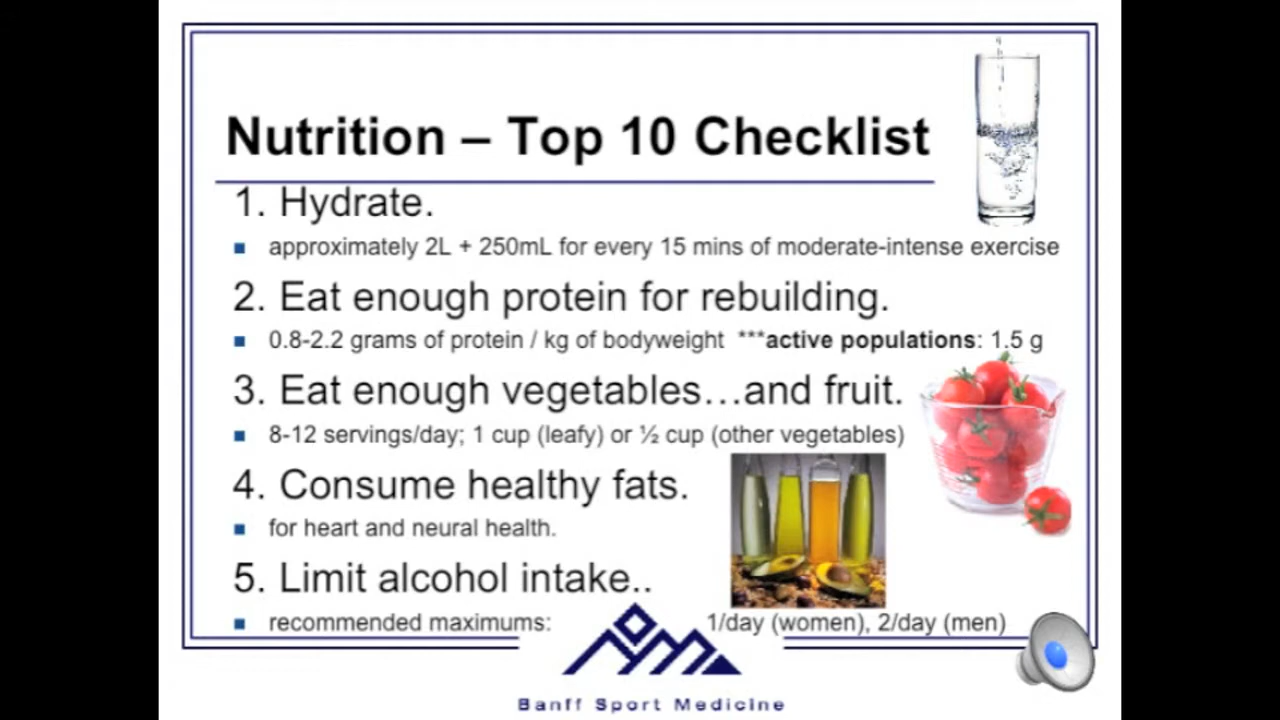 Nutrition – Top 10 Checklist
1. Hydrate.
approximately 2L + 250mL for every 15 mins of moderate-intense exercise
2. Eat enough protein for rebuilding.
0.8-2.2 grams of protein / kg of bodyweight ***active populations: 1.5 g
3. Eat enough vegetables…and fruit.
8-12 servings/day; 1 cup (leafy) or ½ cup (other vegetables)
4. Consume healthy fats.
for heart and neural health.
5. Limit alcohol intake..
recommended maximums: 1/day (women), 2/day (men)
Banff Sport Medicine